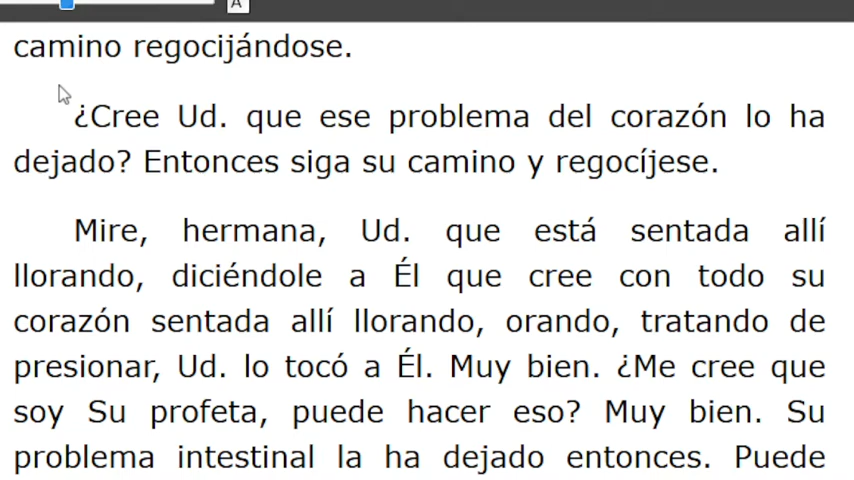 A
camino regocijándose.
¿Cree Ud. que ese problema del corazón lo ha
dejado? Entonces siga su camino y regocíjese.
Mire, hermana, Ud. que está sentada allí
llorando, diciéndole a Él que cree con todo su
corazón sentada allí llorando, orando, tratando de
presionar, Ud. lo tocó a Él. Muy bien. ¿Me cree que
soy Su profeta, puede hacer eso? Muy bien. Su
problema intestinal la ha dejado entonces. Puede